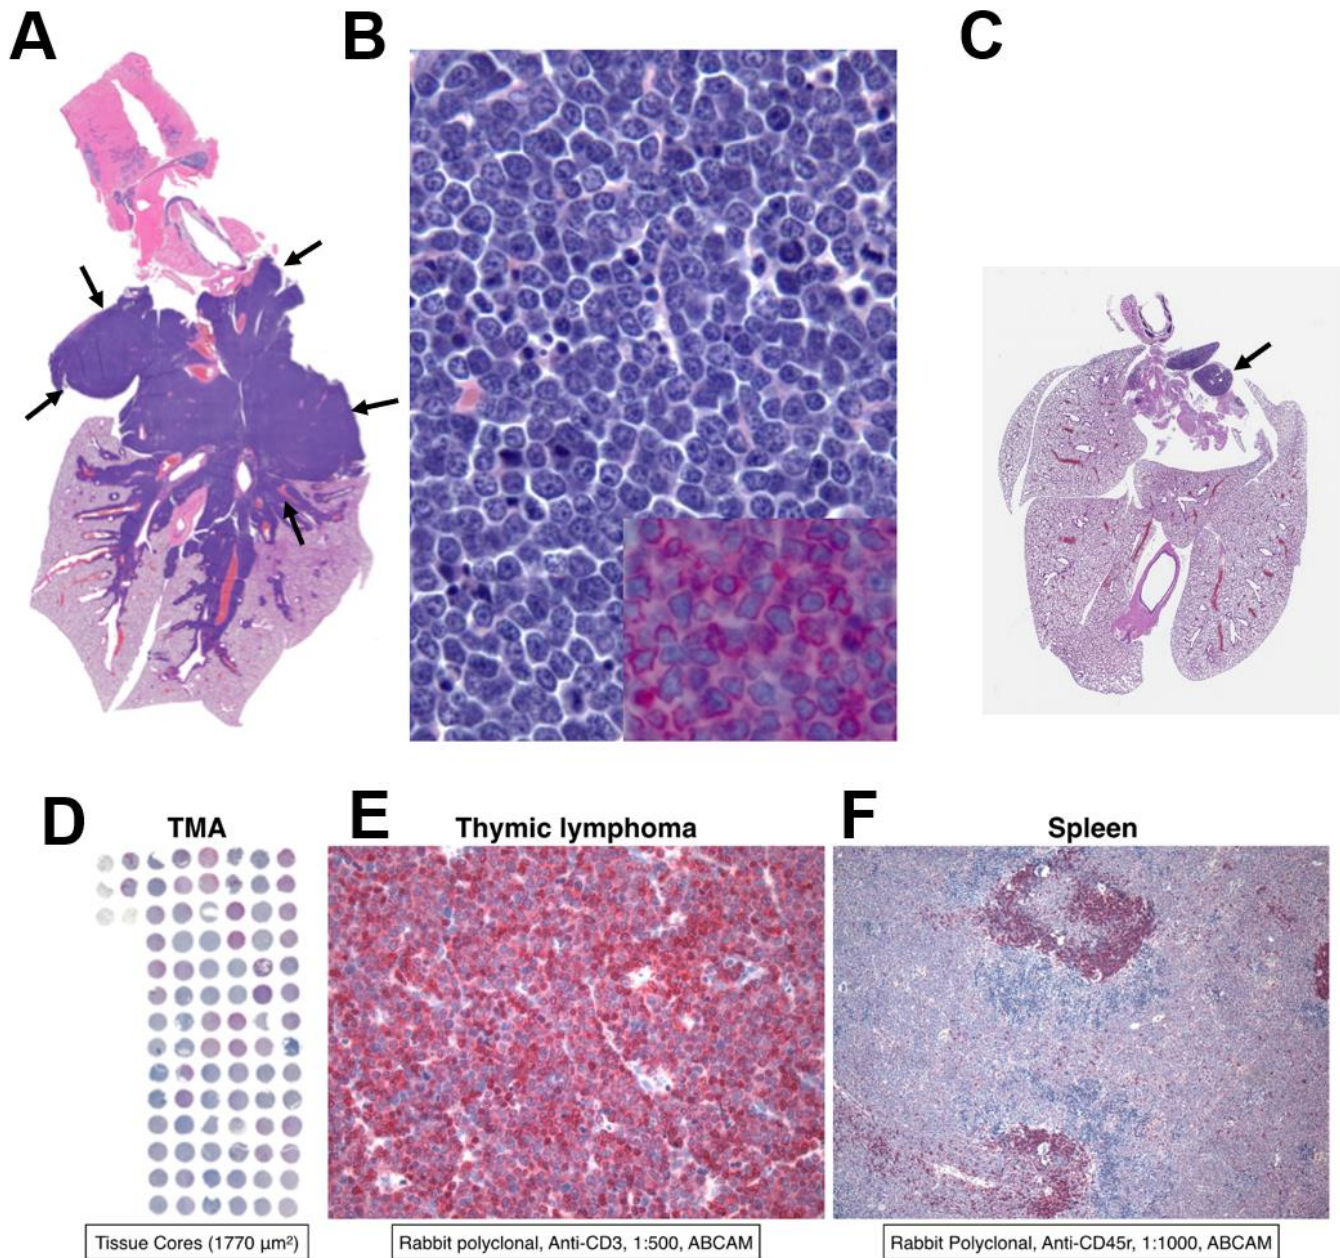 A
B
C
D
TMA
E
Thymic lymphoma
F
Spleen
Tissue Cores (1770 µm²)
Rabbit polyclonal, Anti-CD3, 1:500, ABCAM
Rabbit Polyclonal, Anti-CD45r, 1:1000, ABCAM